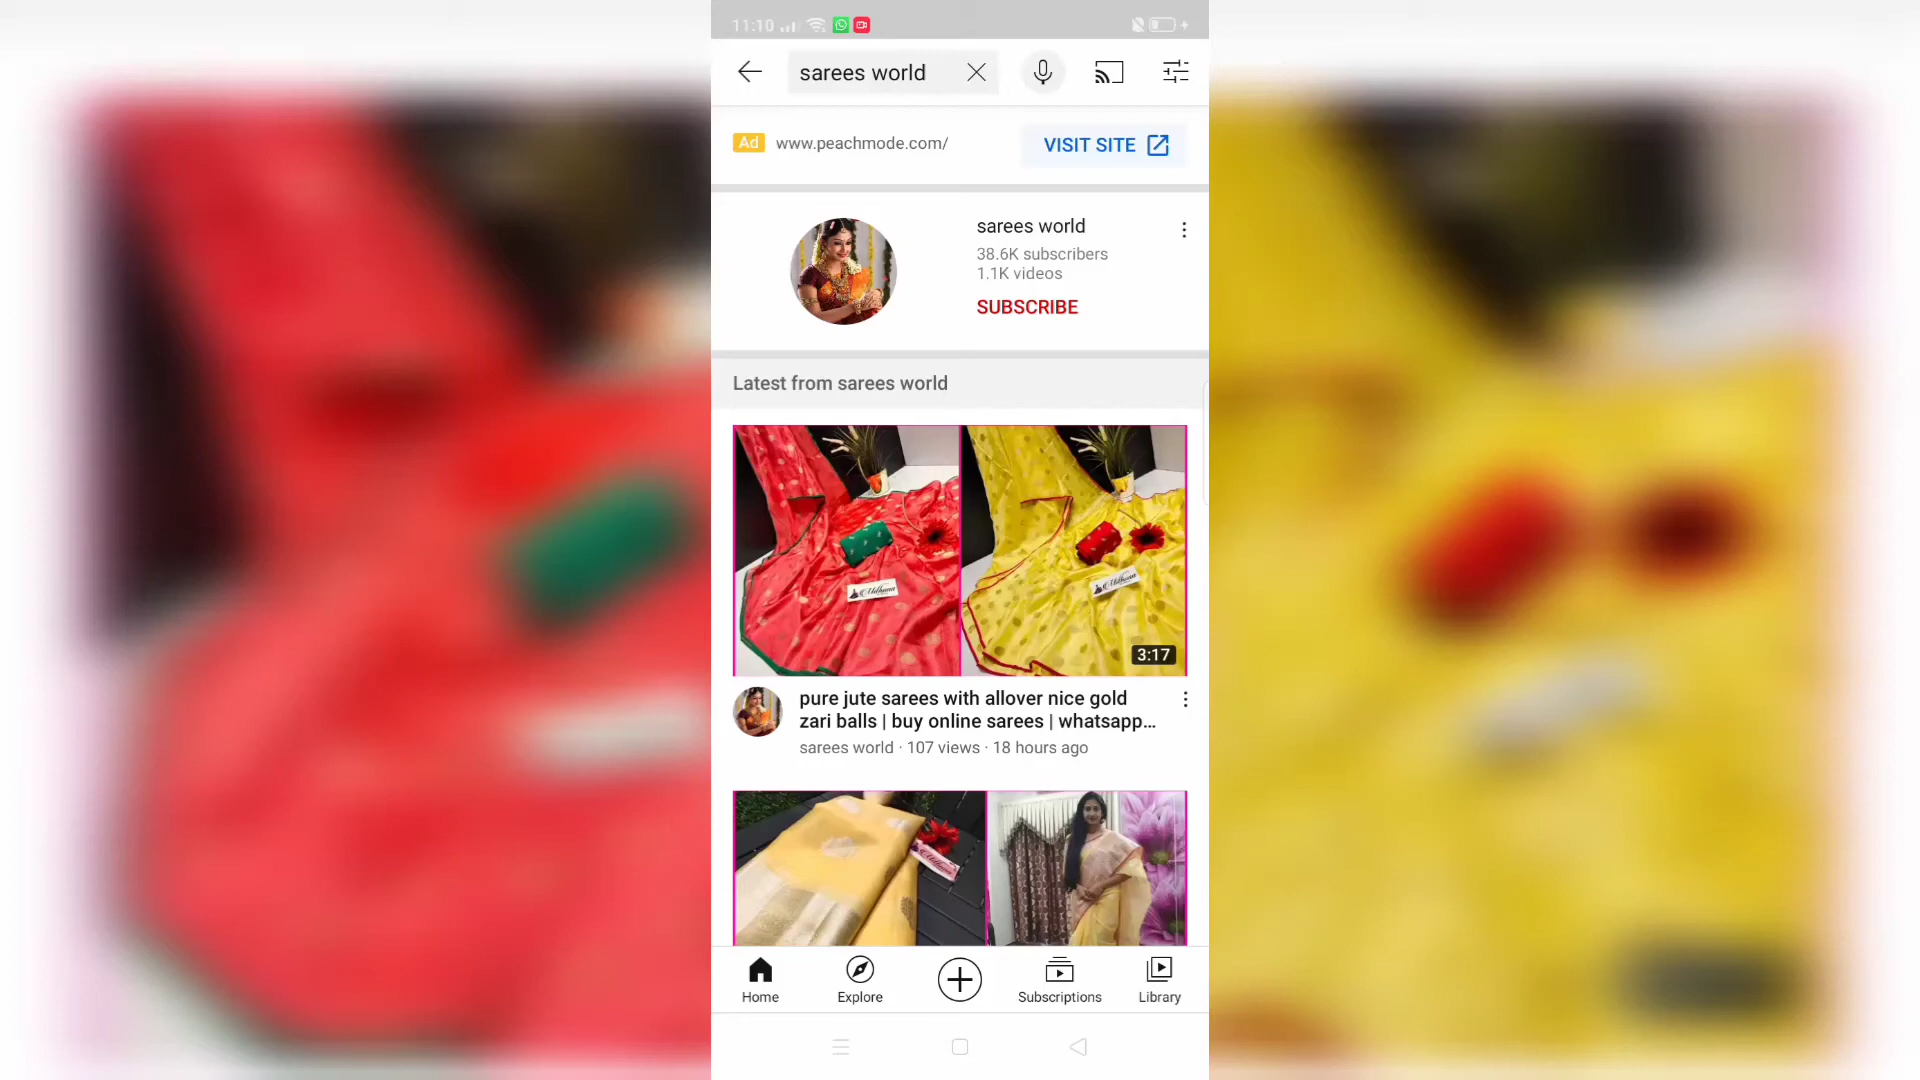 11:10
sarees world
Ad www.peachmode.com/ VISIT SITE
sarees world
38.6K subscribers
1.1K videos
SUBSCRIBE
Latest from sarees world
3:17
pure jute sarees with allover nice gold
zari balls | buy online sarees | whatsapp...
sarees world · 107 views · 18 hours ago
Home Explore Subscriptions Library